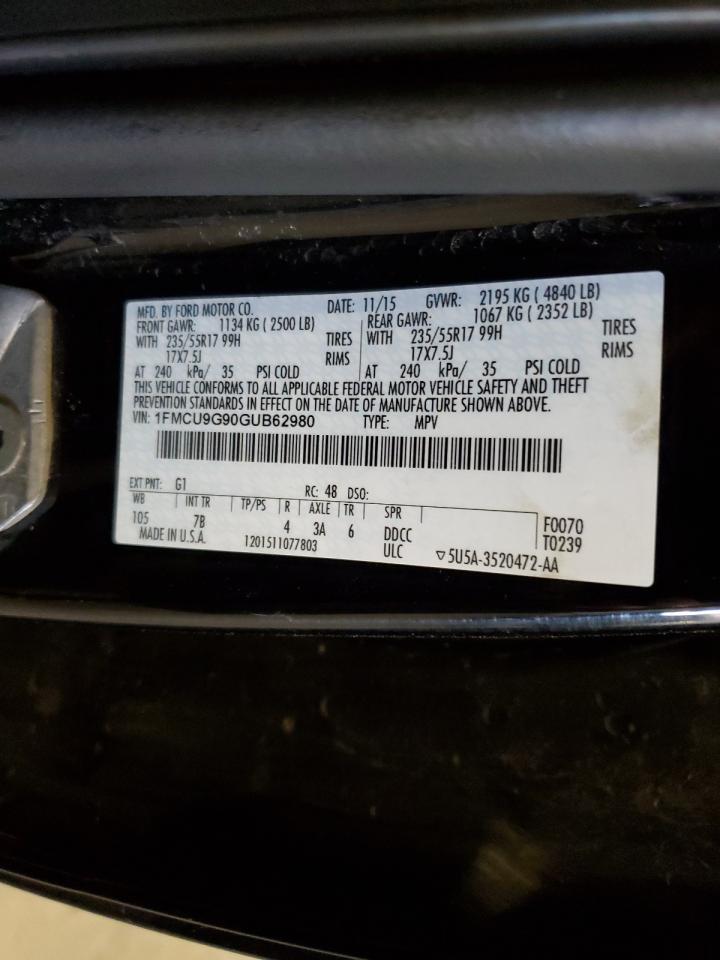 MFD. BY FORD MOTOR CO. DATE: 11/15 GVWR: 2195 KG ( 4840 LB)
FRONT GAWR: 1134 KG ( 2500 LB) REAR GAWR: 1067 KG ( 2352 LB)
WITH 235/55R17 99H TIRES WITH 235/55R17 99H TIRES
17X7.5J RIMS 17X7.5J RIMS
AT 240 kPa/ 35 PSI COLD AT 240 kPa/ 35 PSI COLD
THIS VEHICLE CONFORMS TO ALL APPLICABLE FEDERAL MOTOR VEHICLE SAFETY AND THEFT
PREVENTION STANDARDS IN EFFECT ON THE DATE OF MANUFACTURE SHOWN ABOVE.
VIN: 1FMCU9G90GUB62980 TYPE: MPV
EXT PNT: G1 RC: 48 DSO:
WB INT TR TP/PS R AXLE TR SPR
105 7B 4 3A 6 DDCC F0070
MADE IN U.S.A. 1201511077803 ULC T0239
▽5U5A-3520472-AA